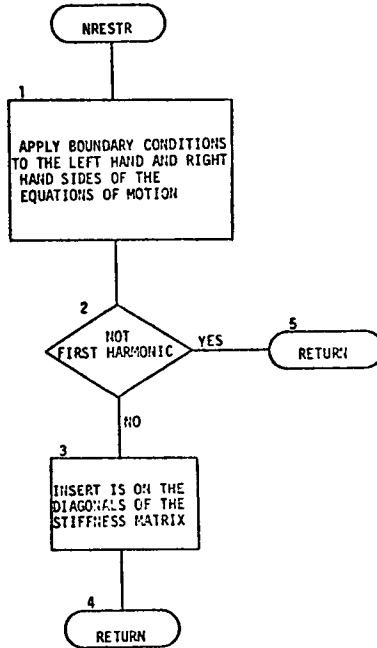 NRESTR
1
APPLY BOUNDARY CONDITIONS
TO THE LEFT HAND AND RIGHT
HAND SIDES OF THE
EQUATIONS OF MOTION
2
NOT
FIRST HARMONIC
YES
5
RETURN
NO
3
INSERT 1S ON THE
DIAGONALS OF THE
STIFFNESS MATRIX
4
RETURN